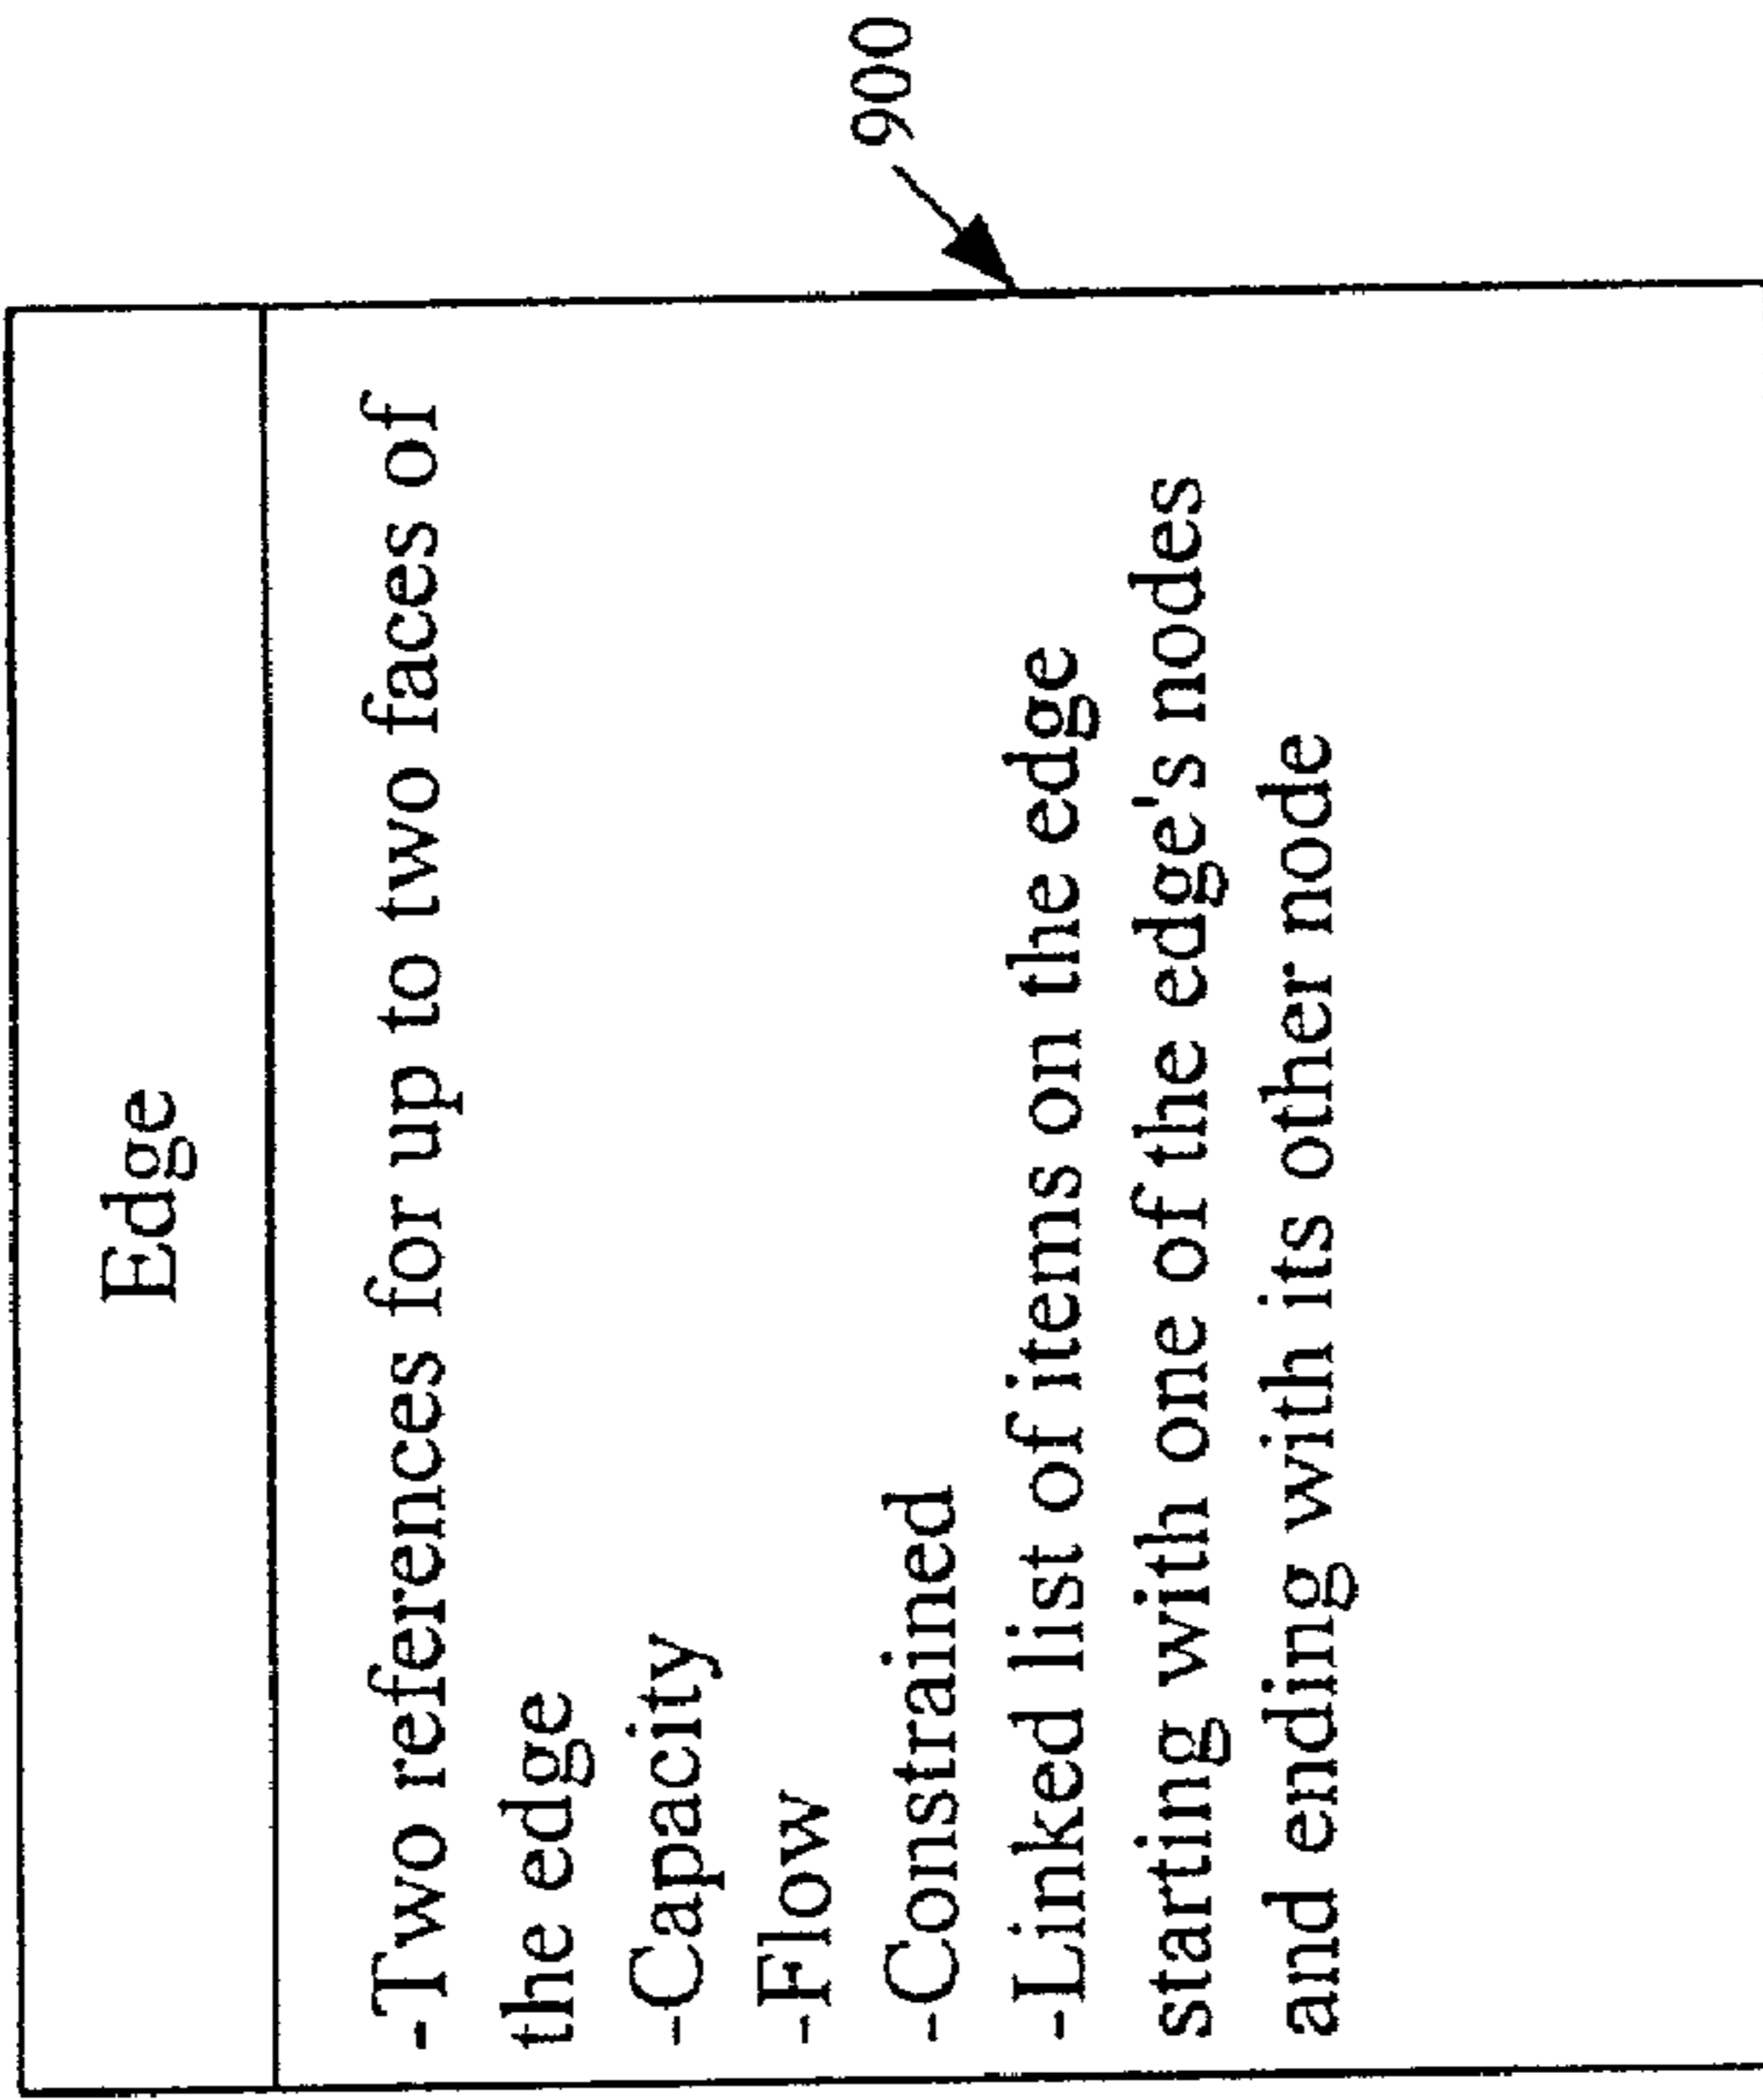 Edge
- Two references for up to two faces of
the edge
- Capacity
- Flow
- Constrained
- Linked list of items on the edge
starting with one of the edge's nodes
and ending with its other node
900